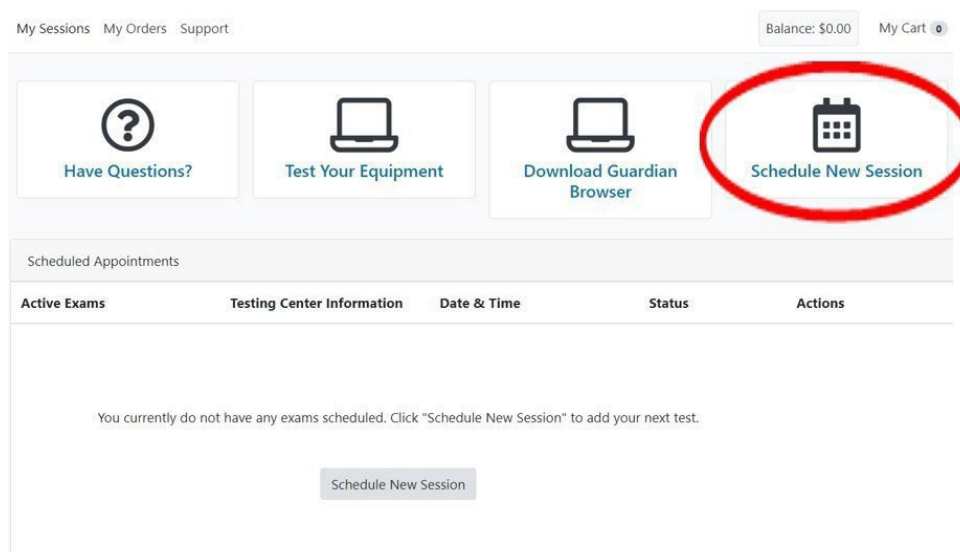 My Sessions My Orders Support Balance: $0.00 My Cart 0
Have Questions?
Test Your Equipment
Download Guardian
Browser
Schedule New Session
Scheduled Appointments
Active Exams Testing Center Information Date & Time Status Actions
You currently do not have any exams scheduled. Click "Schedule New Session" to add your next test.
Schedule New Session